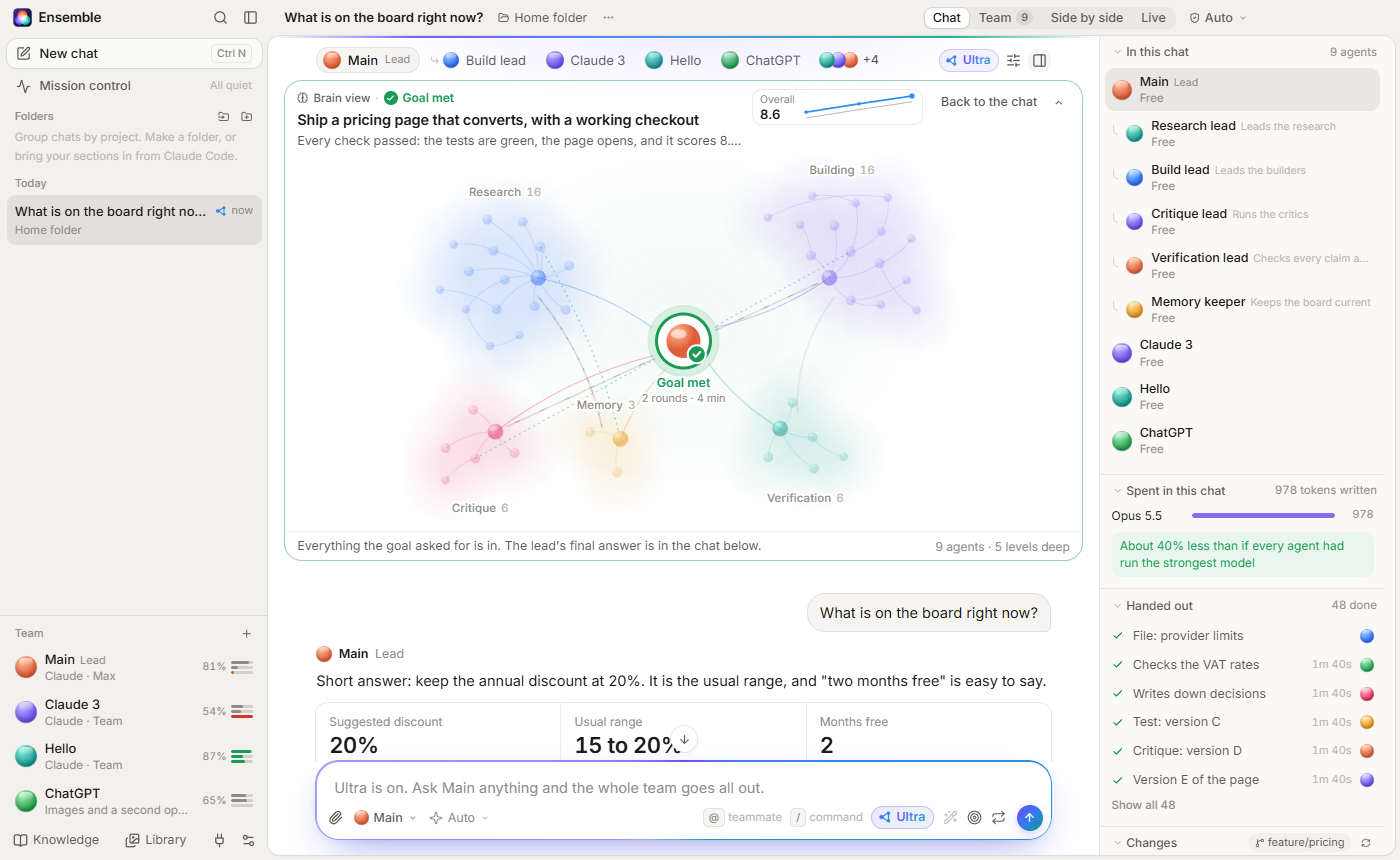 Ensemble
New chat
Ctrl N
Mission control
All quiet
Folders
Group chats by project. Make a folder, or
bring your sections in from Claude Code.
Today
What is on the board right no...
now
Home folder
Team
Main Lead
Claude · Max
81%
Claude 3
Claude · Team
54%
Hello
Claude · Team
87%
ChatGPT
Images and a second op...
65%
Knowledge
Library
What is on the board right now?
Home folder
Chat
Team 9
Side by side
Live
Auto
Main Lead
Build lead
Claude 3
Hello
ChatGPT
+4
Ultra
Brain view · Goal met
Ship a pricing page that converts, with a working checkout
Every check passed: the tests are green, the page opens, and it scores 8....
Overall
8.6
Back to the chat
Research 16
Building 16
Goal met
2 rounds · 4 min
Memory 3
Critique 6
Verification 6
Everything the goal asked for is in. The lead's final answer is in the chat below.
9 agents · 5 levels deep
What is on the board right now?
Main Lead
Short answer: keep the annual discount at 20%. It is the usual range, and "two months free" is easy to say.
Suggested discount
20%
Usual range
15 to 20%
Months free
2
Ultra is on. Ask Main anything and the whole team goes all out.
Main
Auto
@ teammate
/ command
Ultra
In this chat
9 agents
Main Lead
Free
Research lead Leads the research
Free
Build lead Leads the builders
Free
Critique lead Runs the critics
Free
Verification lead Checks every claim a...
Free
Memory keeper Keeps the board current
Free
Claude 3
Free
Hello
Free
ChatGPT
Free
Spent in this chat
978 tokens written
Opus 5.5
978
About 40% less than if every agent had
run the strongest model
Handed out
48 done
File: provider limits
Checks the VAT rates
1m 40s
Writes down decisions
1m 40s
Test: version C
1m 40s
Critique: version D
1m 40s
Version E of the page
1m 40s
Show all 48
Changes
feature/pricing